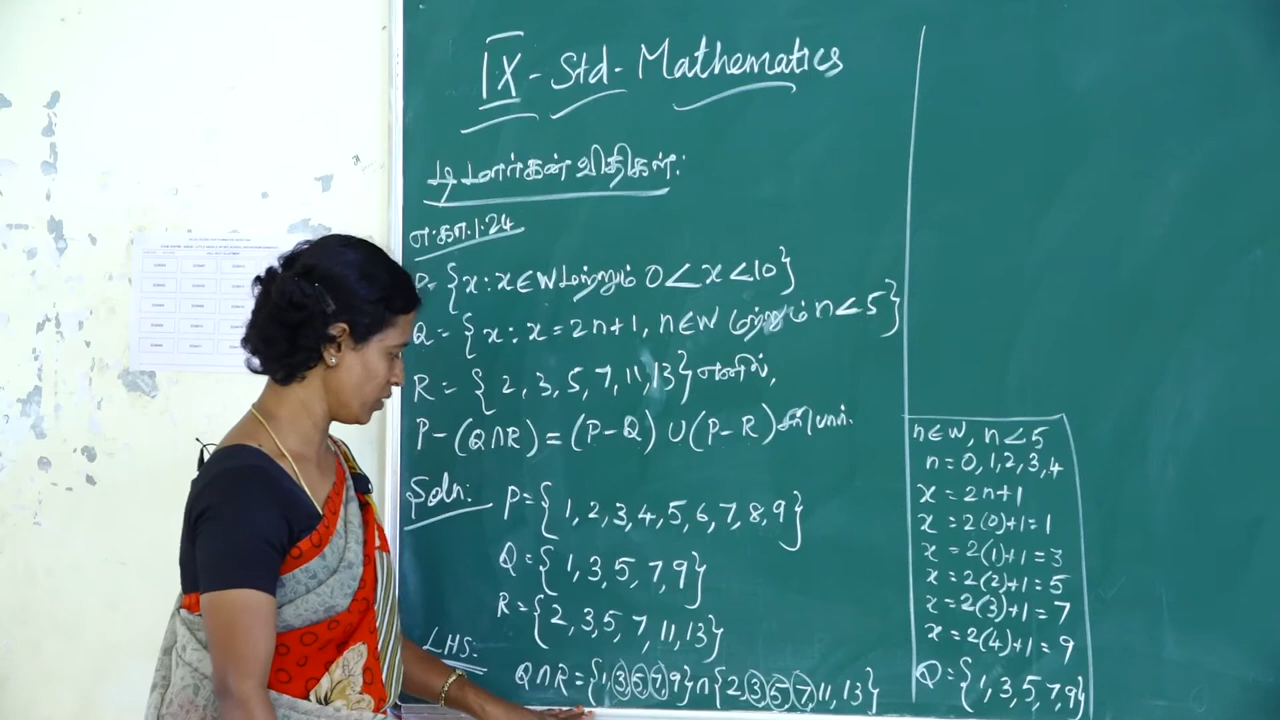 IX - Std - Mathematics
டி மார்கன் விதிகள்:
எ.கா.1.24
P = {x : x ∈ W மற்றும் 0 < x < 10}
Q = {x : x = 2n+1, n ∈ W மற்றும் n < 5}
R = {2, 3, 5, 7, 11, 13} எனில்,
P - (Q ∩ R) = (P - Q) ∪ (P - R) சரிபார்.
Soln: P = {1, 2, 3, 4, 5, 6, 7, 8, 9}
Q = {1, 3, 5, 7, 9}
R = {2, 3, 5, 7, 11, 13}
LHS:
Q ∩ R = {1, 3, 5, 7, 9} ∩ {2, 3, 5, 7, 11, 13}
n ∈ W, n < 5
n = 0, 1, 2, 3, 4
x = 2n+1
x = 2(0)+1 = 1
x = 2(1)+1 = 3
x = 2(2)+1 = 5
x = 2(3)+1 = 7
x = 2(4)+1 = 9
Q = {1, 3, 5, 7, 9}